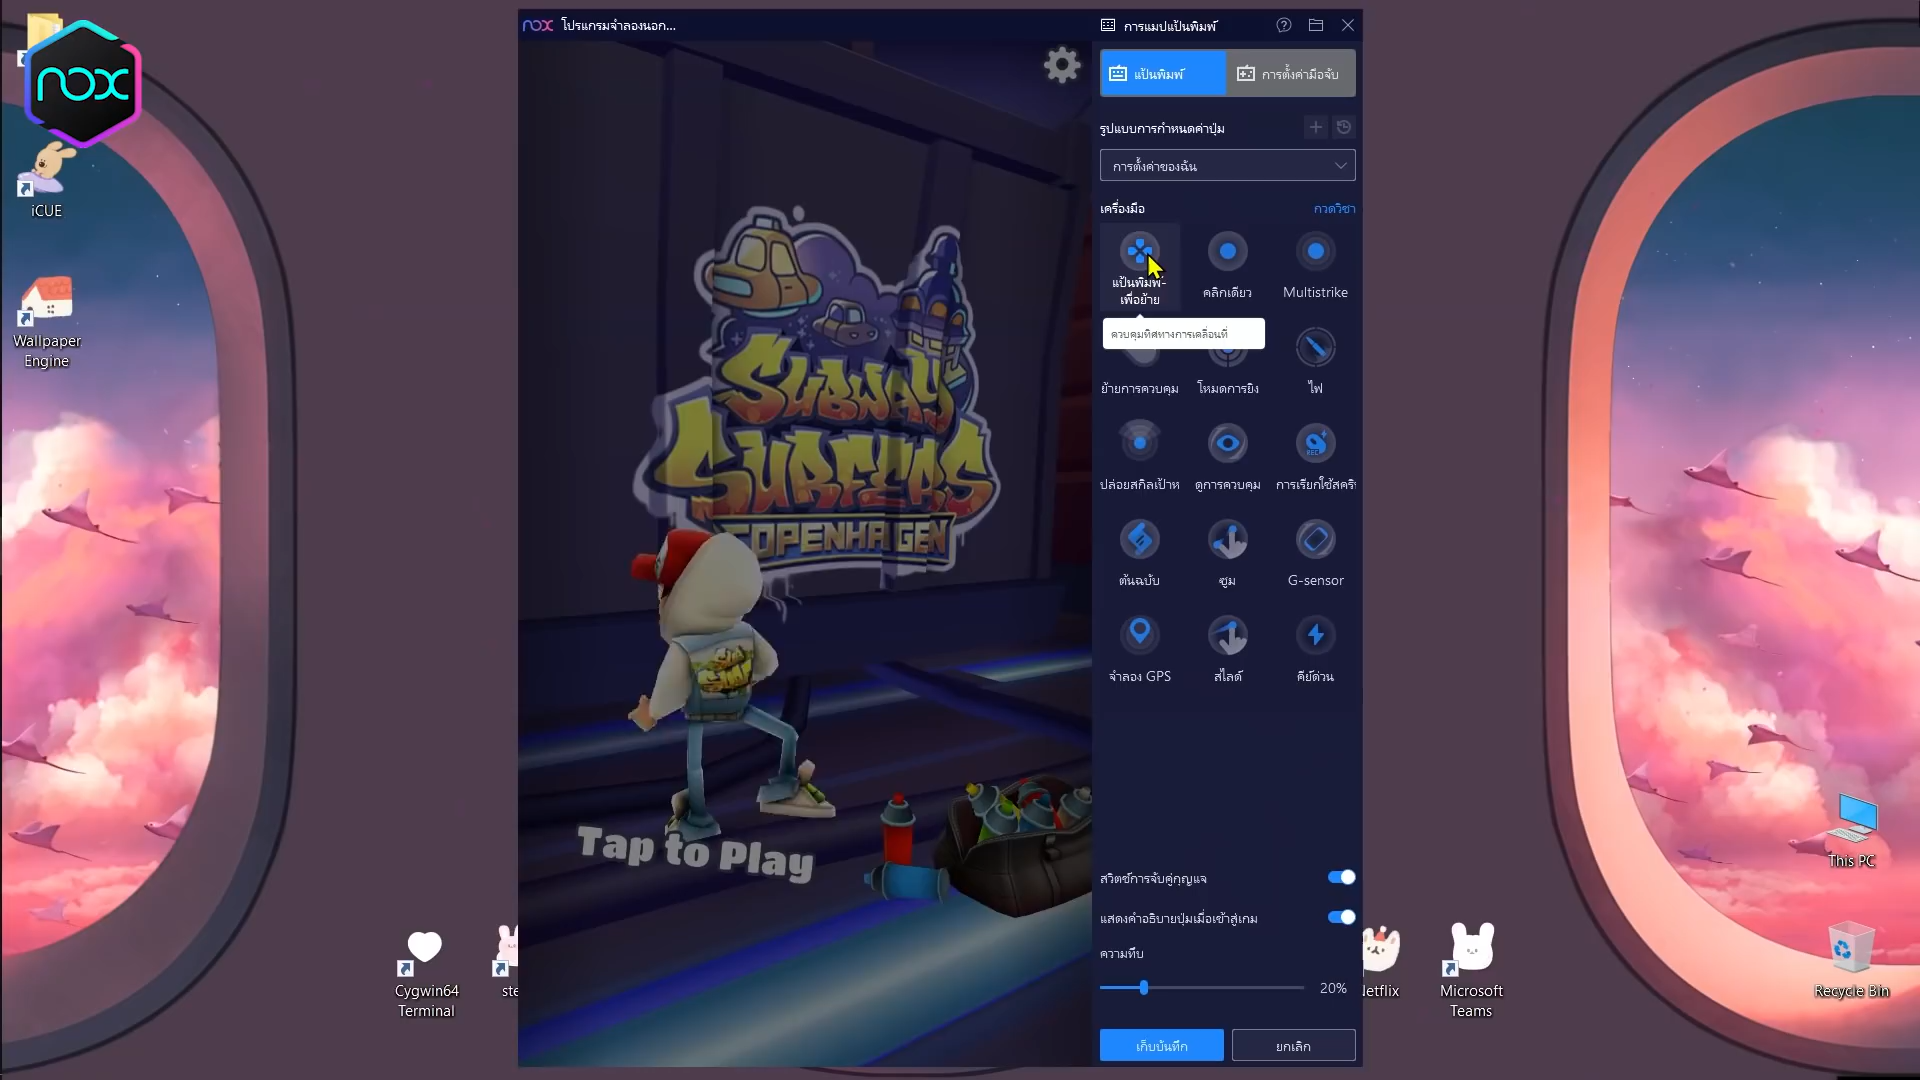 nox
iCUE
Wallpaper
Engine
Cygwin64
Terminal
ste
nox โปรแกรมจำลองนอก...
SUBWAY
SURFERS
COPENHAGEN
Tap to Play
การแมปแป้นพิมพ์
แป้นพิมพ์
การตั้งค่ามือจับ
รูปแบบการกำหนดค่าปุ่ม
การตั้งค่าของฉัน
เครื่องมือ
กวดวิชา
แป้นพิมพ์-
เพื่อย้าย
คลิกเดียว
Multistrike
ควบคุมทิศทางการเคลื่อนที่
ย้ายการควบคุม
โหมดการยิง
ไฟ
ปล่อยสกิลเป้าห
ดูการควบคุม
การเรียกใช้สคริ
REC
ต้นฉบับ
ซูม
G-sensor
จำลอง GPS
สไลด์
คีย์ด่วน
สวิตช์การจับคู่กุญแจ
แสดงคำอธิบายปุ่มเมื่อเข้าสู่เกม
ความทึบ
20%
เก็บบันทึก
ยกเลิก
Netflix
Microsoft
Teams
This PC
Recycle Bin